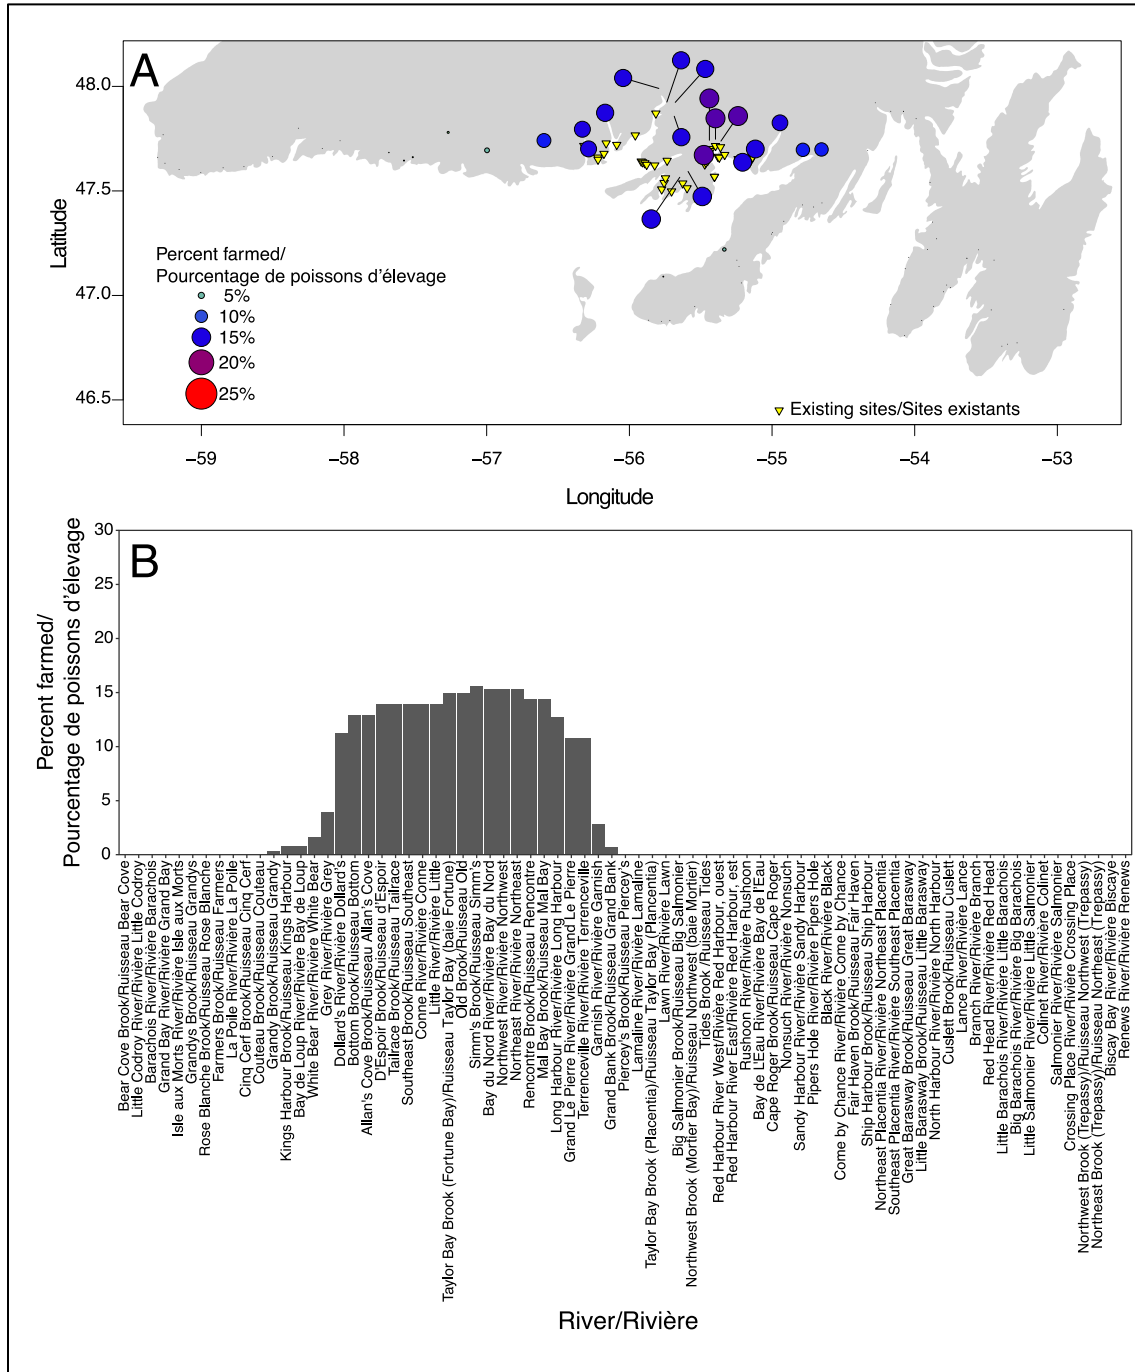 A
48.0
47.5
47.0
46.5
Latitude
Percent farmed/
Pourcentage de poissons d'élevage
5%
10%
15%
20%
25%
Existing sites/Sites existants
−59
−58
−57
−56
−55
−54
−53
Longitude
B
30
25
20
15
10
5
0
Percent farmed/
Pourcentage de poissons d'élevage
Bear Cove Brook/Ruisseau Bear Cove
Little Codroy River/Rivière Little Codroy
Barachois River/Rivière Barachois
Grand Bay River/Rivière Grand Bay
Isle aux Morts River/Rivière Isle aux Morts
Grandys Brook/Ruisseau Grandys
Rose Blanche Brook/Ruisseau Rose Blanche
Farmers Brook/Ruisseau Farmers
La Poile River/Rivière La Poile
Cinq Cerf Brook/Ruisseau Cinq Cerf
Couteau Brook/Ruisseau Couteau
Grandy Brook/Ruisseau Grandy
Kings Harbour Brook/Ruisseau Kings Harbour
Bay de Loup River/Rivière Bay de Loup
White Bear River/Rivière White Bear
Grey River/Rivière Grey
Dollard's River/Rivière Dollard's
Bottom Brook/Ruisseau Bottom
Allan's Cove Brook/Ruisseau Allan's Cove
D'Espoir Brook/Ruisseau d'Espoir
Tailrace Brook/Ruisseau Tailrace
Southeast Brook/Ruisseau Southeast
Conne River/Rivière Conne
Little River/Rivière Little
Taylor Bay Brook (Fortune Bay)/Ruisseau Taylor Bay (baie Fortune)
Old Brook/Ruisseau Old
Simm's Brook/Ruisseau Simm's
Bay du Nord River/Rivière Bay du Nord
Northwest River/Rivière Northwest
Northeast River/Rivière Northeast
Rencontre Brook/Ruisseau Rencontre
Mal Bay Brook/Ruisseau Mal Bay
Long Harbour River/Rivière Long Harbour
Grand Le Pierre River/Rivière Grand Le Pierre
Terrenceville River/Rivière Terrenceville
Garnish River/Rivière Garnish
Grand Bank Brook/Ruisseau Grand Bank
Piercey's Brook/Ruisseau Piercey's
Lamaline River/Rivière Lamaline
Taylor Bay Brook (Placentia)/Ruisseau Taylor Bay (Plancentia)
Lawn River/Rivière Lawn
Big Salmonier Brook/Ruisseau Big Salmonier
Northwest Brook (Mortier Bay)/Ruisseau Northwest (baie Mortier)
Tides Brook /Ruisseau Tides
Red Harbour River West/Rivière Red Harbour, ouest
Red Harbour River East/Rivière Red Harbour, est
Rushoon River/Rivière Rushoon
Bay de L'Eau River/Rivière Bay de l'Eau
Cape Roger Brook/Ruisseau Cape Roger
Nonsuch River/Rivière Nonsuch
Sandy Harbour River/Rivière Sandy Harbour
Pipers Hole River/Rivière Pipers Hole
Black River/Rivière Black
Come by Chance River/Rivière Come by Chance
Fair Haven Brook/Ruisseau Fair Haven
Ship Harbour Brook/Ruisseau Ship Harbour
Northeast Placentia River/Rivière Northeast Placentia
Southeast Placentia River/Rivière Southeast Placentia
Great Barasway Brook/Ruisseau Great Barasway
Little Barasway Brook/Ruisseau Little Barasway
North Harbour River/Rivière North Harbour
Cuslett Brook/Ruisseau Cuslett
Lance River/Rivière Lance
Branch River/Rivière Branch
Red Head River/Rivière Red Head
Little Barachois River/Rivière Little Barachois
Big Barachois River/Rivière Big Barachois
Little Salmonier River/Rivière Little Salmonier
Colinet River/Rivière Colinet
Salmonier River/Rivière Salmonier
Crossing Place River/Rivière Crossing Place
Northwest Brook (Trepassy)/Ruisseau Northwest (Trepassy)
Northeast Brook (Trepassy)/Ruisseau Northeast (Trepassy)
Biscay Bay River/Rivière Biscaye
Renews River/Rivière Renews
River/Rivière